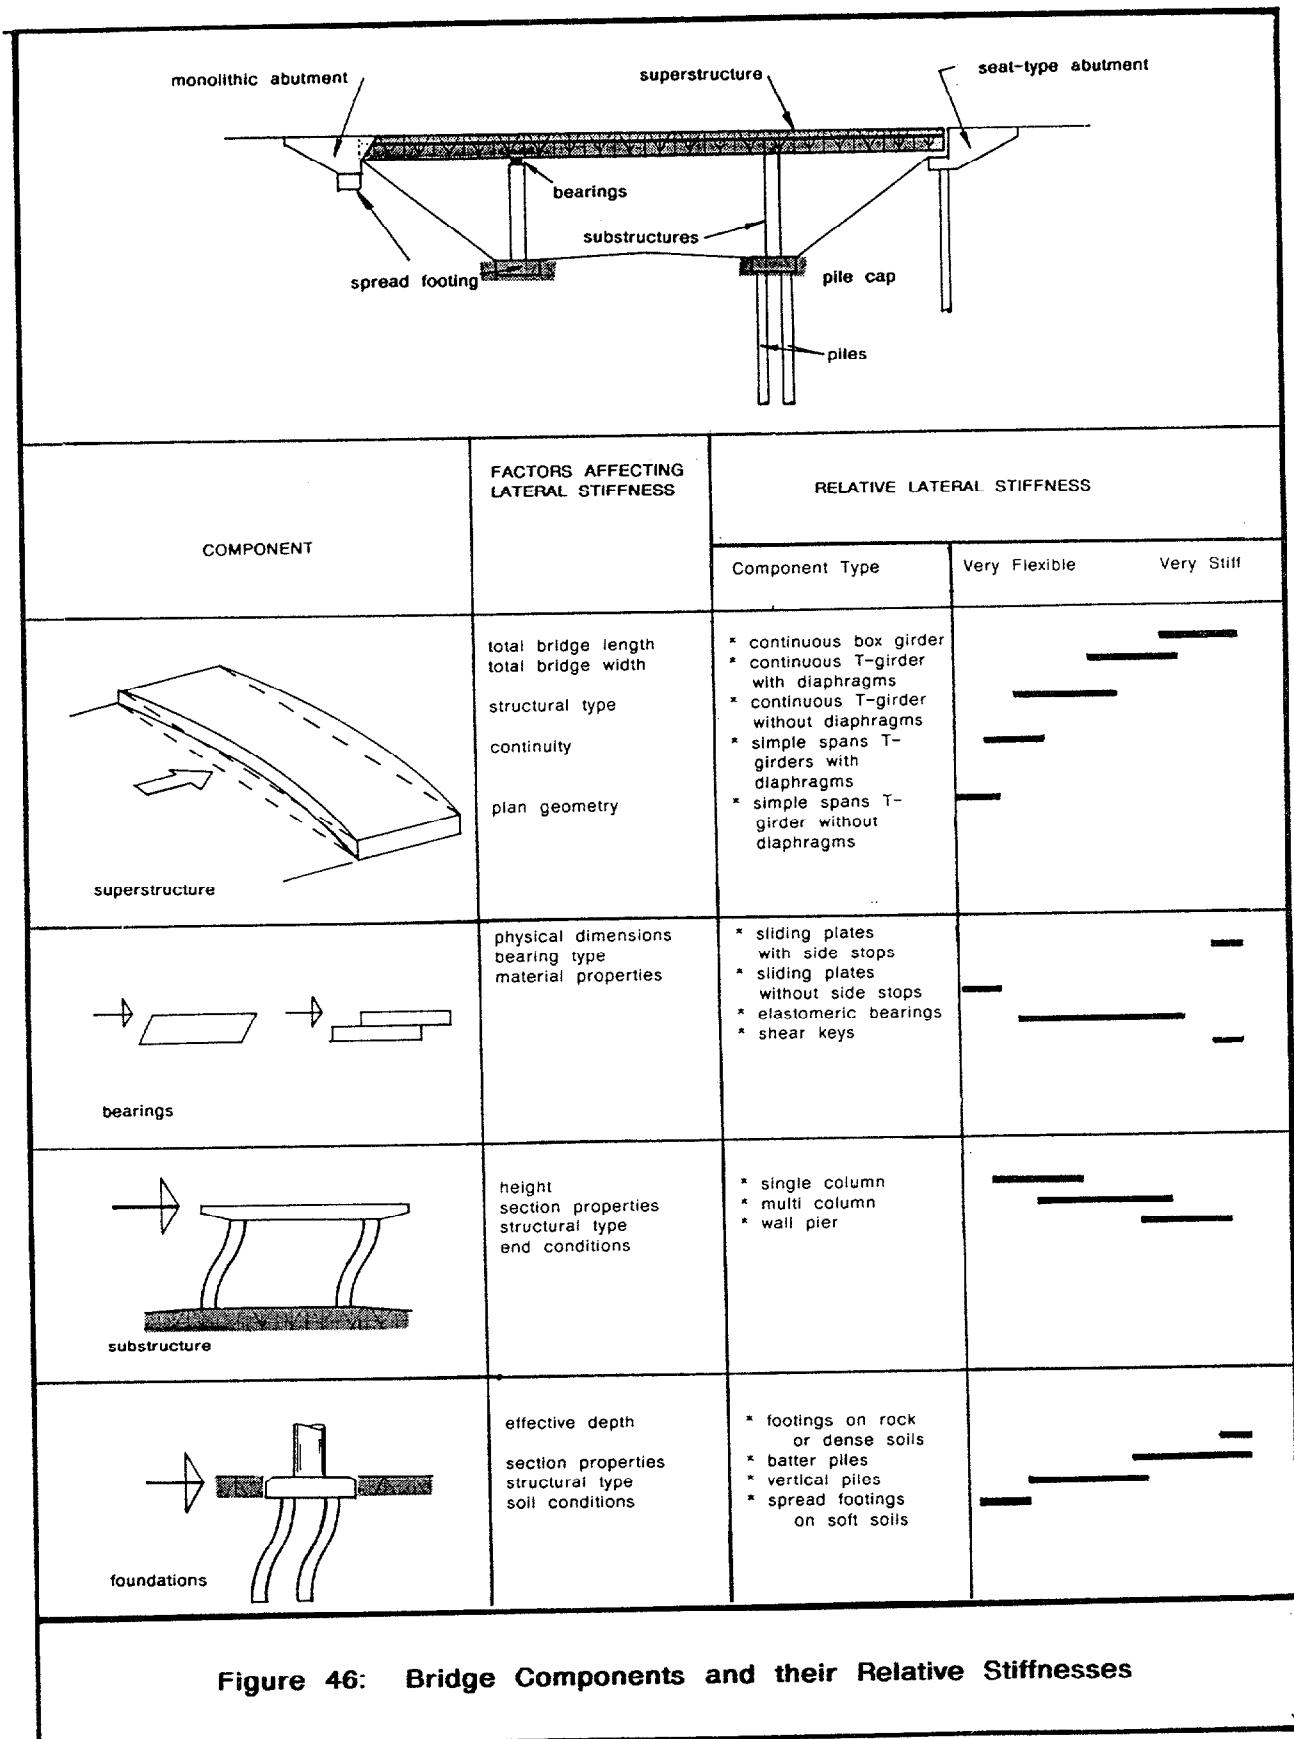 monolithic abutment
superstructure
seat-type abutment
bearings
substructures
spread footing
pile cap
piles
COMPONENT
FACTORS AFFECTING
LATERAL STIFFNESS
RELATIVE LATERAL STIFFNESS
Component Type
Very Flexible
Very Stiff
superstructure
total bridge length
total bridge width
structural type
continuity
plan geometry
* continuous box girder
* continuous T-girder
with diaphragms
* continuous T-girder
without diaphragms
* simple spans T-
girders with
diaphragms
* simple spans T-
girder without
diaphragms
bearings
physical dimensions
bearing type
material properties
* sliding plates
with side stops
* sliding plates
without side stops
* elastomeric bearings
* shear keys
substructure
height
section properties
structural type
end conditions
* single column
* multi column
* wall pier
foundations
effective depth
section properties
structural type
soil conditions
* footings on rock
or dense soils
* batter piles
* vertical piles
* spread footings
on soft soils
Figure 46: Bridge Components and their Relative Stiffnesses